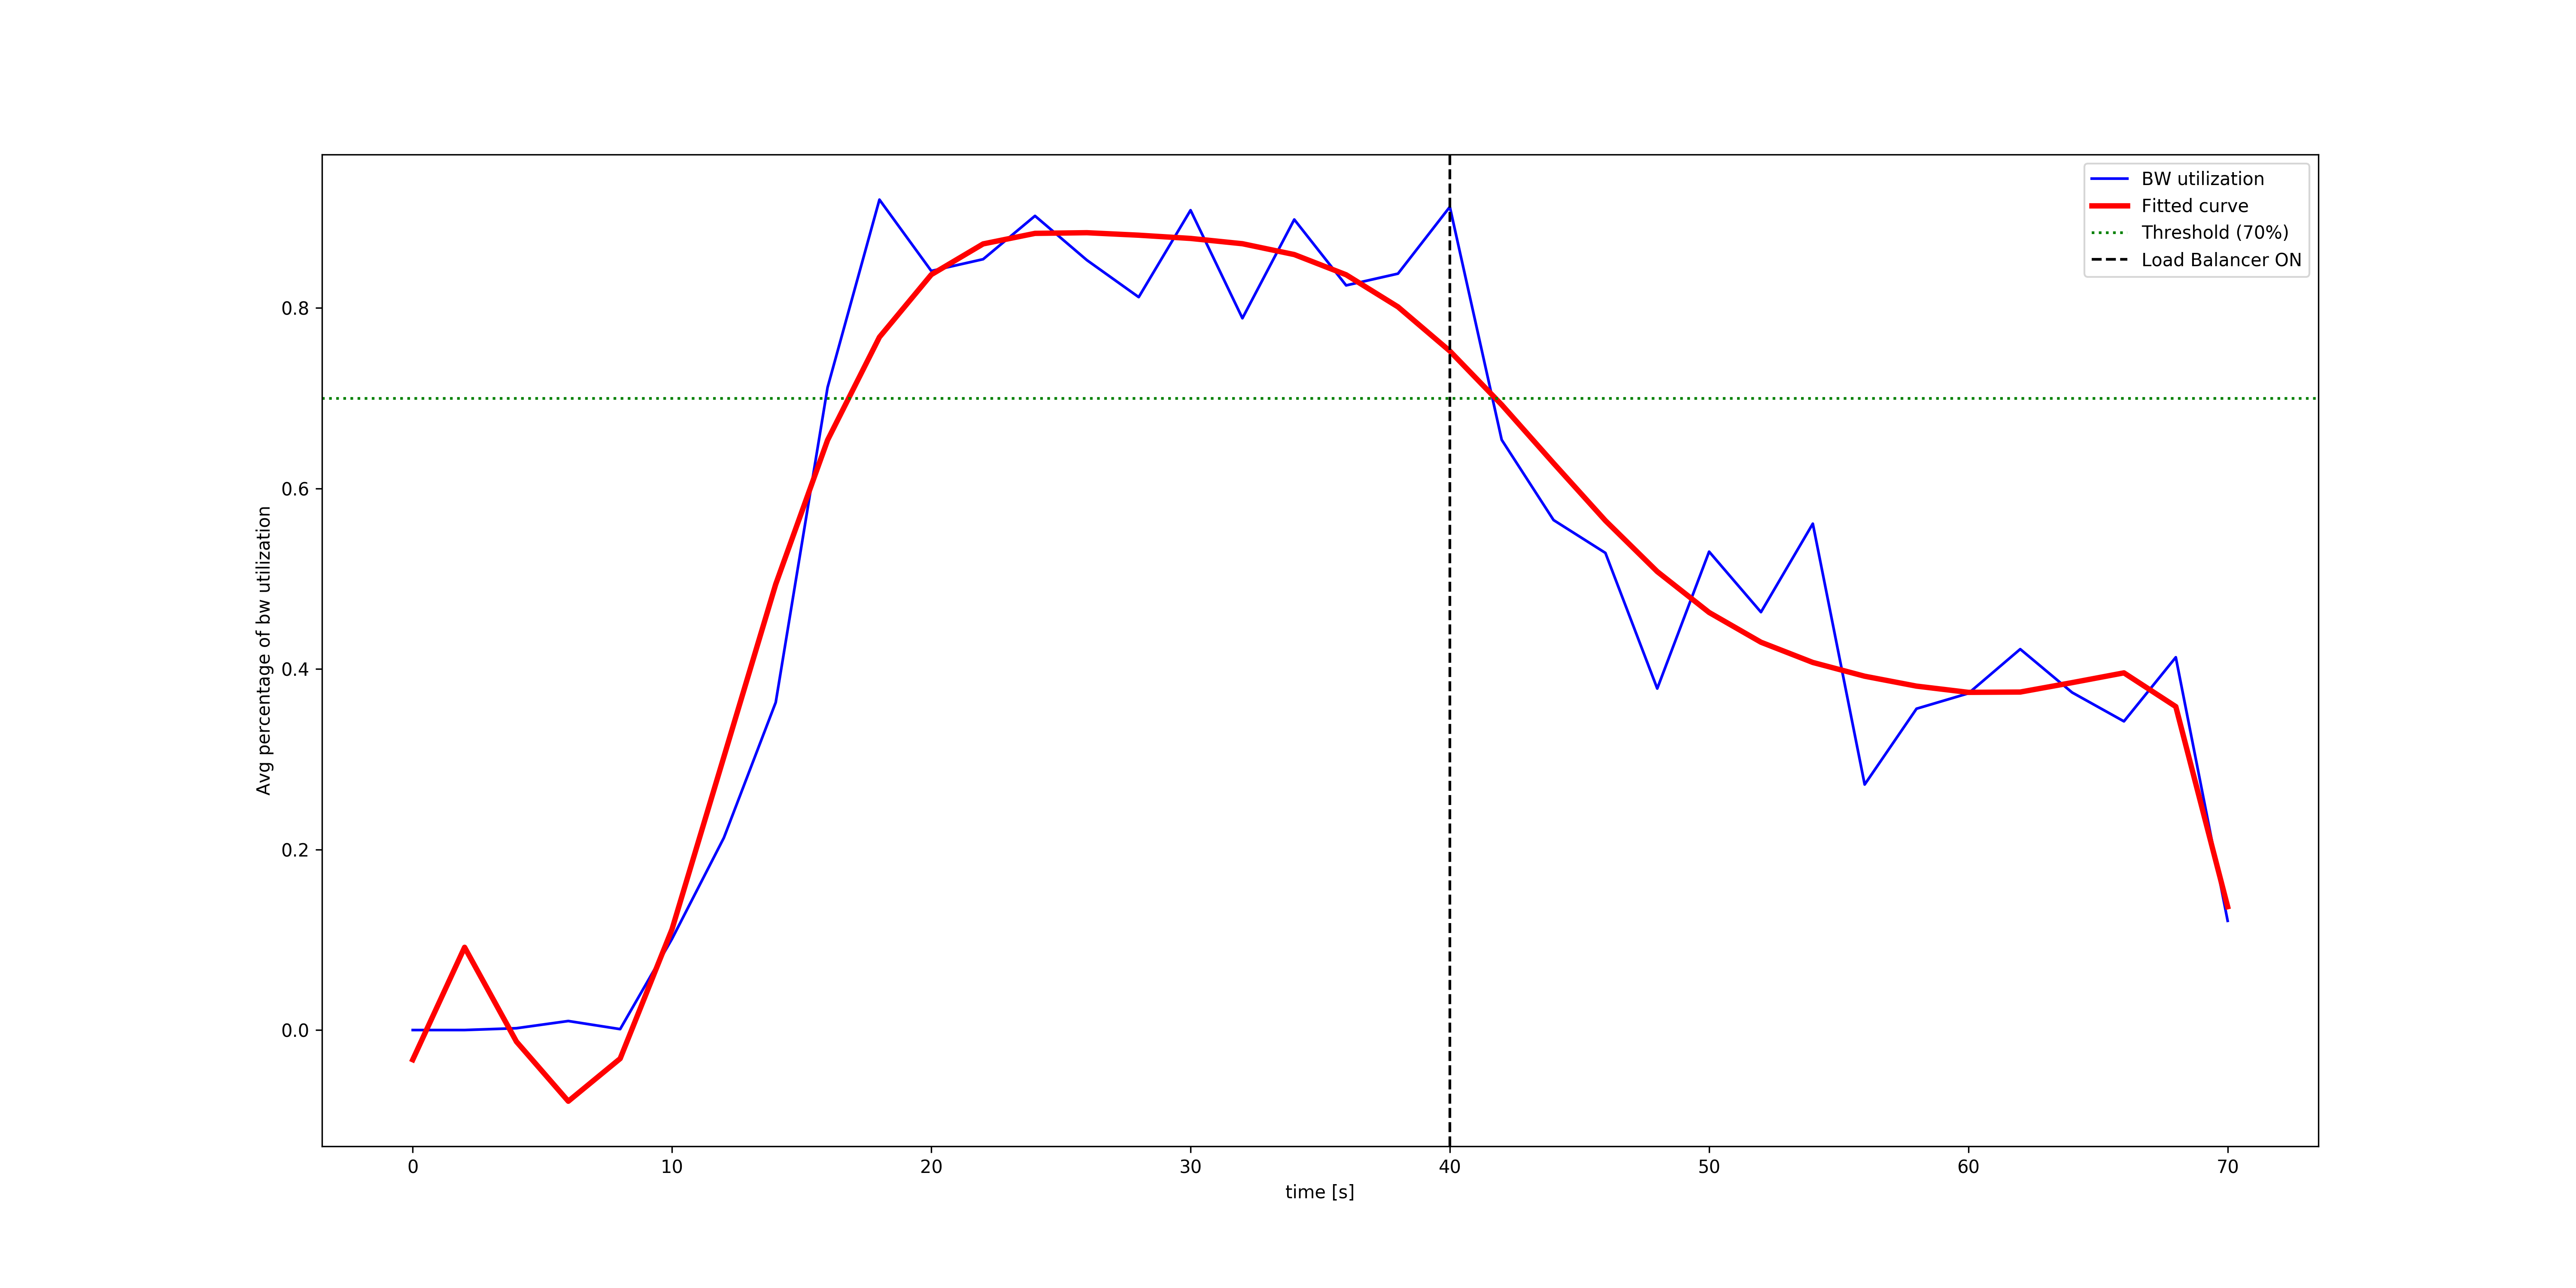 BW utilization
Fitted curve
Threshold (70%)
Load Balancer ON
0.8
0.6
0.4
0.2
0.0
Avg percentage of bw utilization
0 10 20 30 40 50 60 70
time [s]